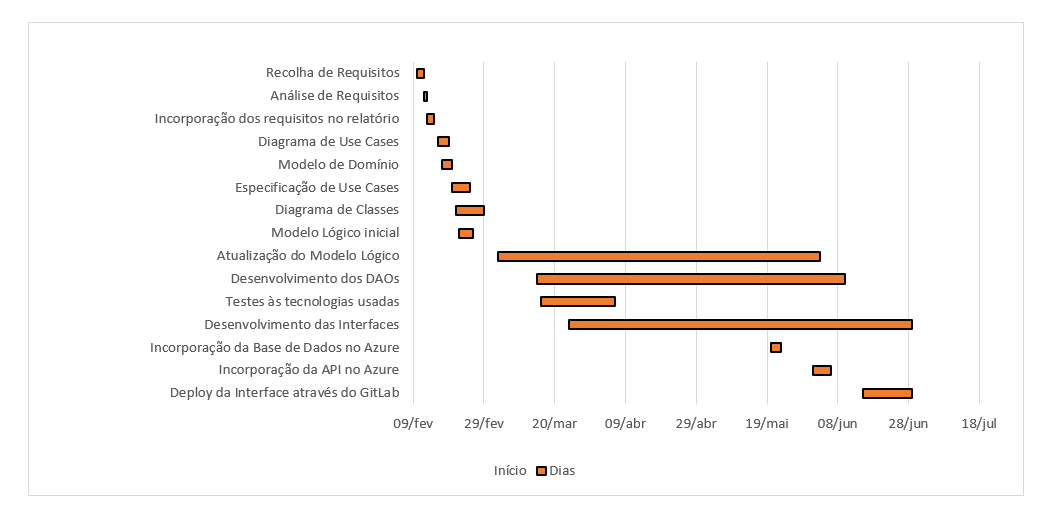 Recolha de Requisitos
Análise de Requisitos
Incorporação dos requisitos no relatório
Diagrama de Use Cases
Modelo de Domínio
Especificação de Use Cases
Diagrama de Classes
Modelo Lógico inicial
Atualização do Modelo Lógico
Desenvolvimento dos DAOs
Testes às tecnologias usadas
Desenvolvimento das Interfaces
Incorporação da Base de Dados no Azure
Incorporação da API no Azure
Deploy da Interface através do GitLab
09/fev 29/fev 20/mar 09/abr 29/abr 19/mai 08/jun 28/jun 18/jul
Início Dias